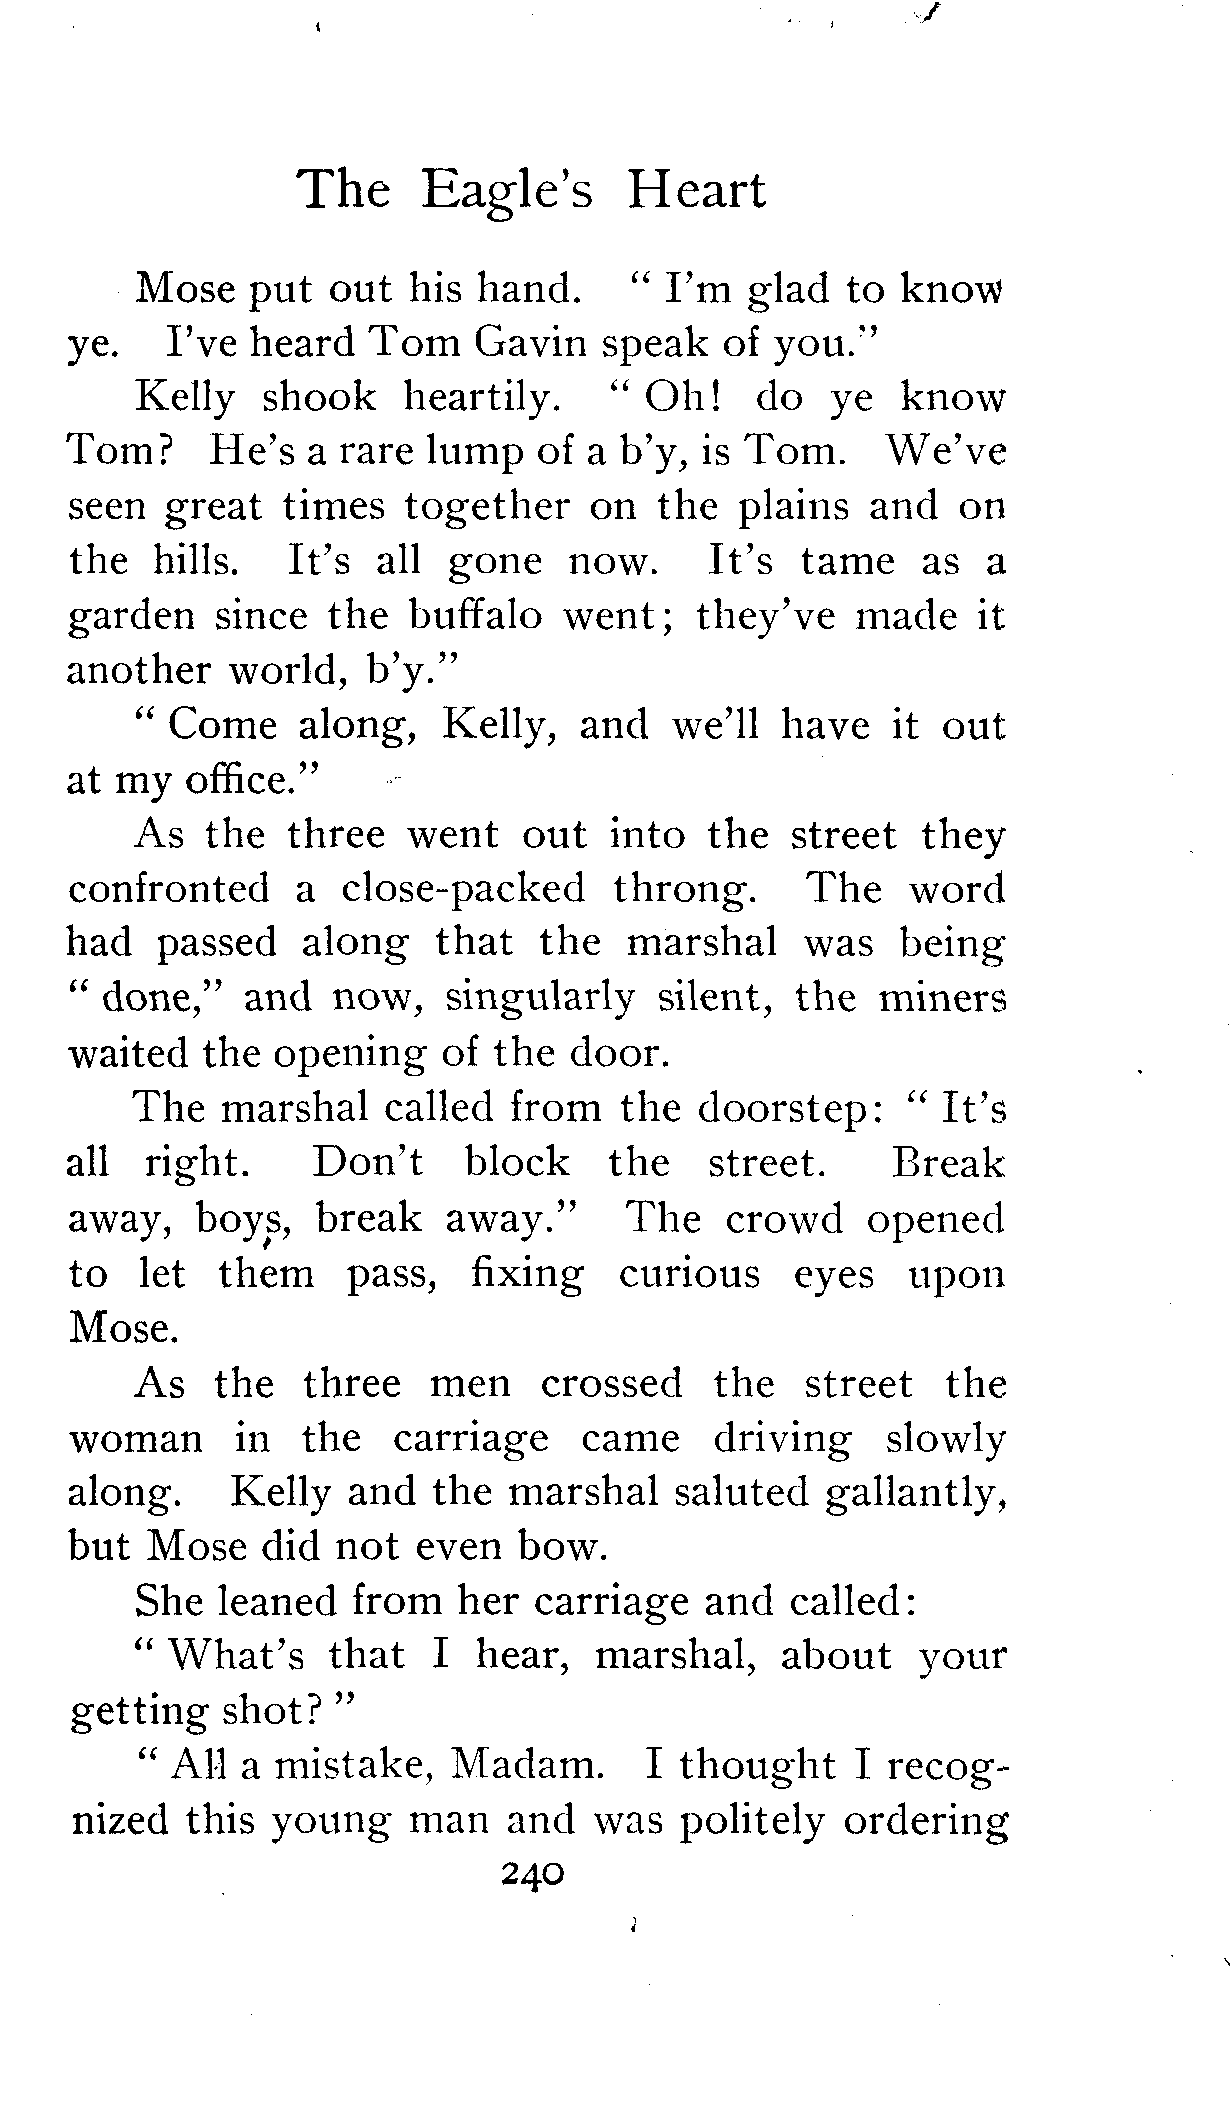 The Eagle's Heart
Mose put out his hand. " I'm glad to know
ye. I've heard Tom Gavin speak of you."
Kelly shook heartily. " Oh! do ye know
Tom? He's a rare lump of a b'y, is Tom. We've
seen great times together on the plains and on
the hills. It's all gone now. It's tame as a
garden since the buffalo went; they've made it
another world, b'y."
" Come along, Kelly, and we'll have it out
at my office."
As the three went out into the street they
confronted a close-packed throng. The word
had passed along that the marshal was being
" done," and now, singularly silent, the miners
waited the opening of the door.
The marshal called from the doorstep: " It's
all right. Don't block the street. Break
away, boys, break away." The crowd opened
to let them pass, fixing curious eyes upon
Mose.
As the three men crossed the street the
woman in the carriage came driving slowly
along. Kelly and the marshal saluted gallantly,
but Mose did not even bow.
She leaned from her carriage and called:
" What's that I hear, marshal, about your
getting shot? "
" All a mistake, Madam. I thought I recog-
nized this young man and was politely ordering
240